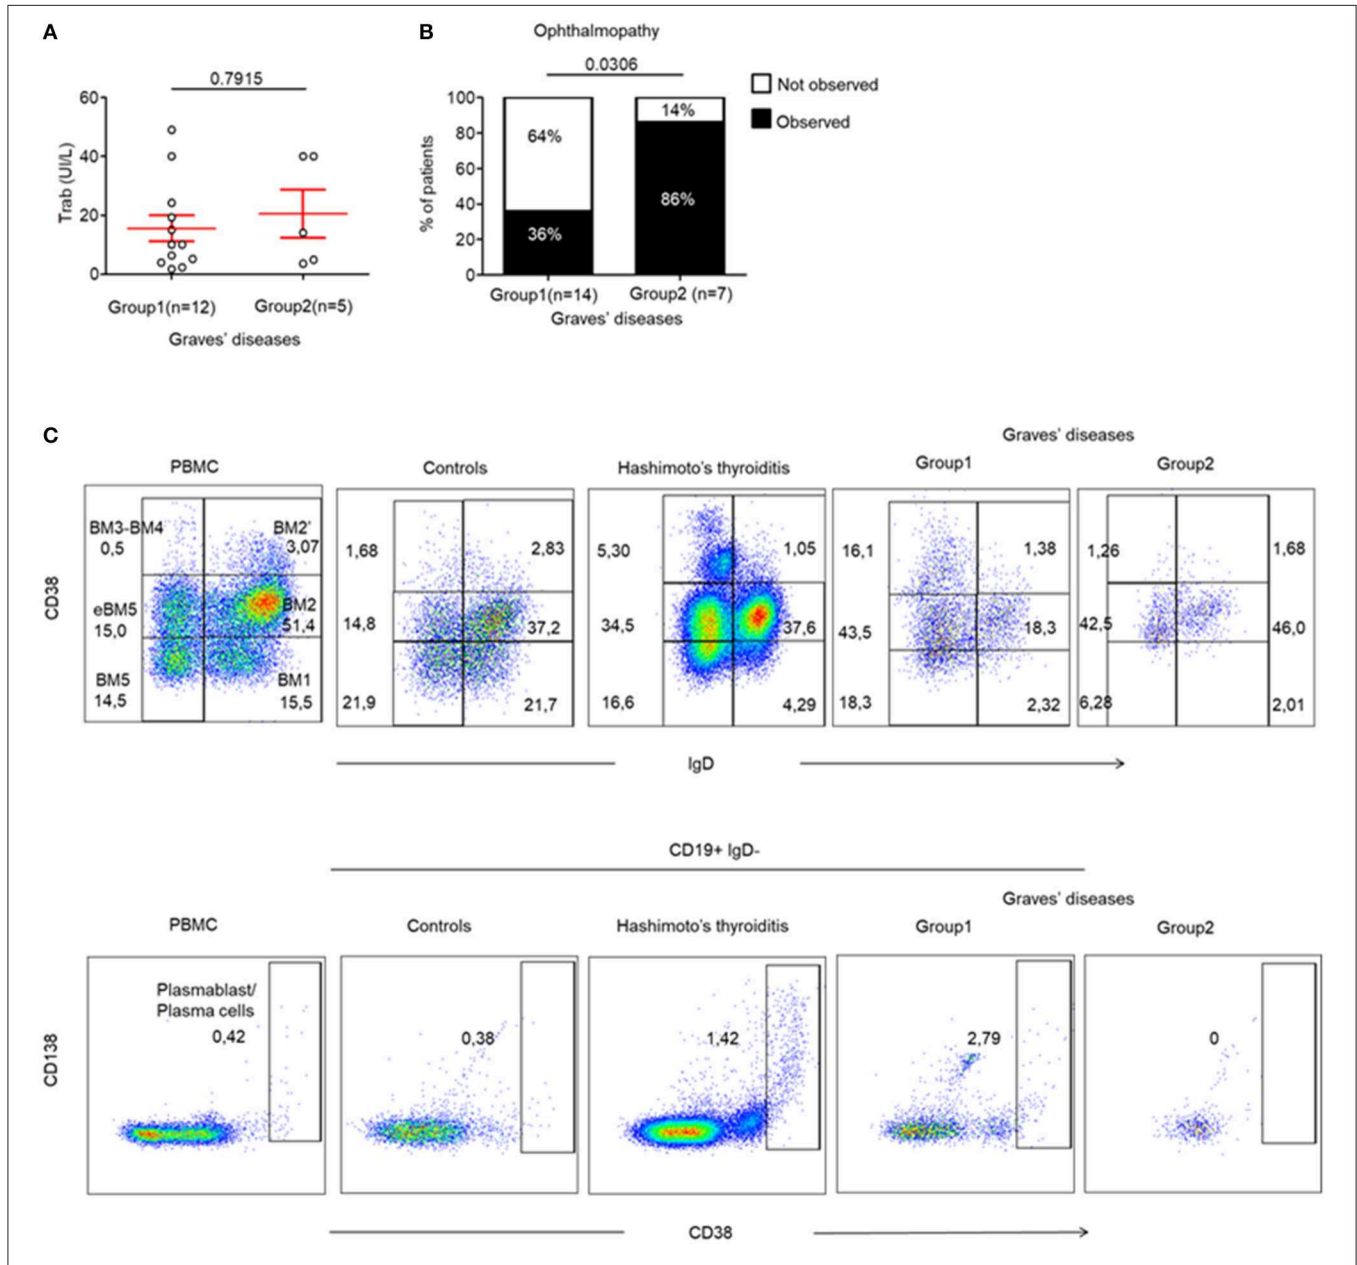 A
0.7915
60
40
20
0
Trab (UI/L)
Group1(n=12)
Group2(n=5)
Graves' diseases
B
Ophthalmopathy
0.0306
Not observed
Observed
100
80
60
40
20
0
% of patients
64%
36%
14%
86%
Group1(n=14)
Group2 (n=7)
Graves' diseases
C
Graves' diseases
PBMC
Controls
Hashimoto's thyroiditis
Group1
Group2
CD38
BM3-BM4
0,5
BM2'
3,07
eBM5
15,0
BM2
51,4
BM5
14,5
BM1
15,5
1,68
2,83
14,8
37,2
21,9
21,7
5,30
1,05
34,5
37,6
16,6
4,29
16,1
1,38
43,5
18,3
18,3
2,32
1,26
1,68
42,5
46,0
6,28
2,01
IgD
CD19+ IgD-
Graves' diseases
PBMC
Controls
Hashimoto's thyroiditis
Group1
Group2
CD138
Plasmablast/
Plasma cells
0,42
0,38
1,42
2,79
0
CD38